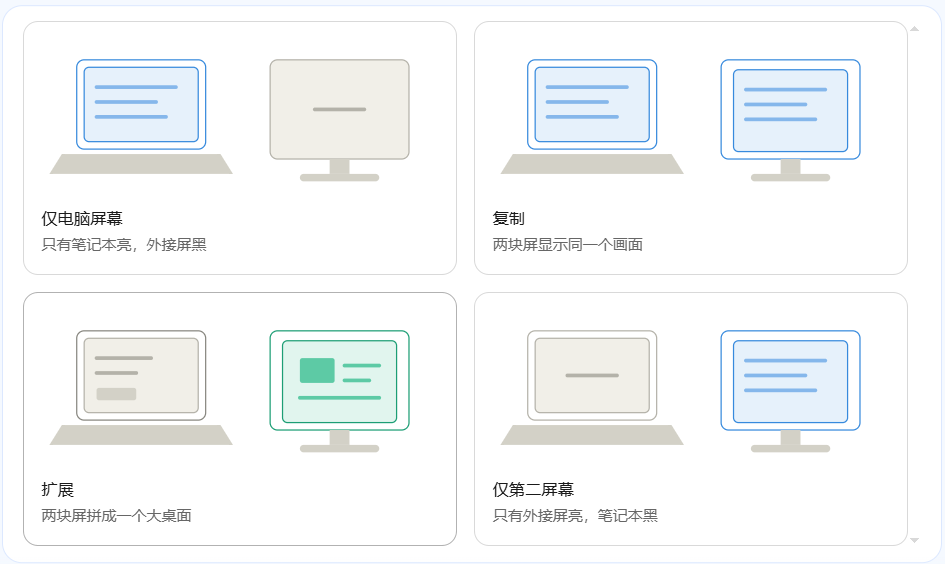 仅电脑屏幕
只有笔记本亮，外接屏黑
复制
两块屏显示同一个画面
扩展
两块屏拼成一个大桌面
仅第二屏幕
只有外接屏亮，笔记本黑